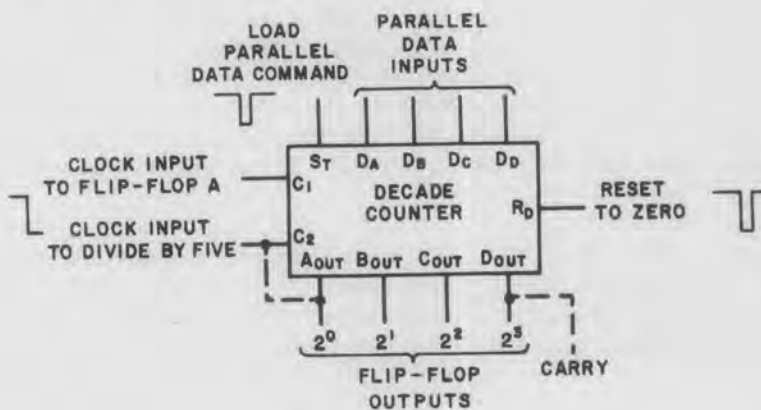 LOAD
PARALLEL
DATA COMMAND
PARALLEL
DATA
INPUTS
CLOCK INPUT
TO FLIP-FLOP A
CLOCK INPUT
TO DIVIDE BY FIVE
ST DA DB DC DD
C1
DECADE
COUNTER
RD
C2
AOUT BOUT COUT DOUT
RESET
TO ZERO
2⁰ 2¹ 2² 2³
FLIP-FLOP
OUTPUTS
CARRY